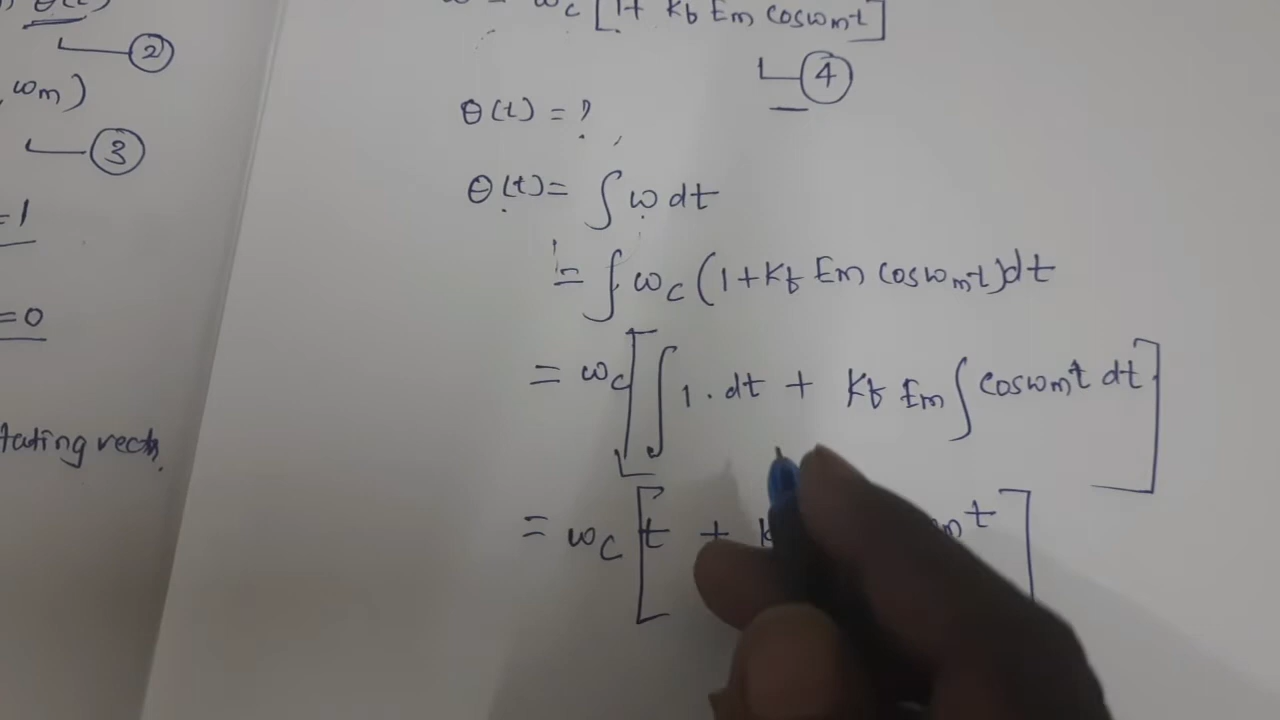 θ(t)
②
ωm)
③
=1
=0
tating vect
ωc [1+ Kf Em cosωmt]
④
θ(t) = ?
θ(t) = ∫ ω dt
= ∫ ωc (1+Kf Em cosωmt)dt
= ωc [∫ 1. dt + Kf Em ∫ cosωmt dt]
= ωc [t + mt]